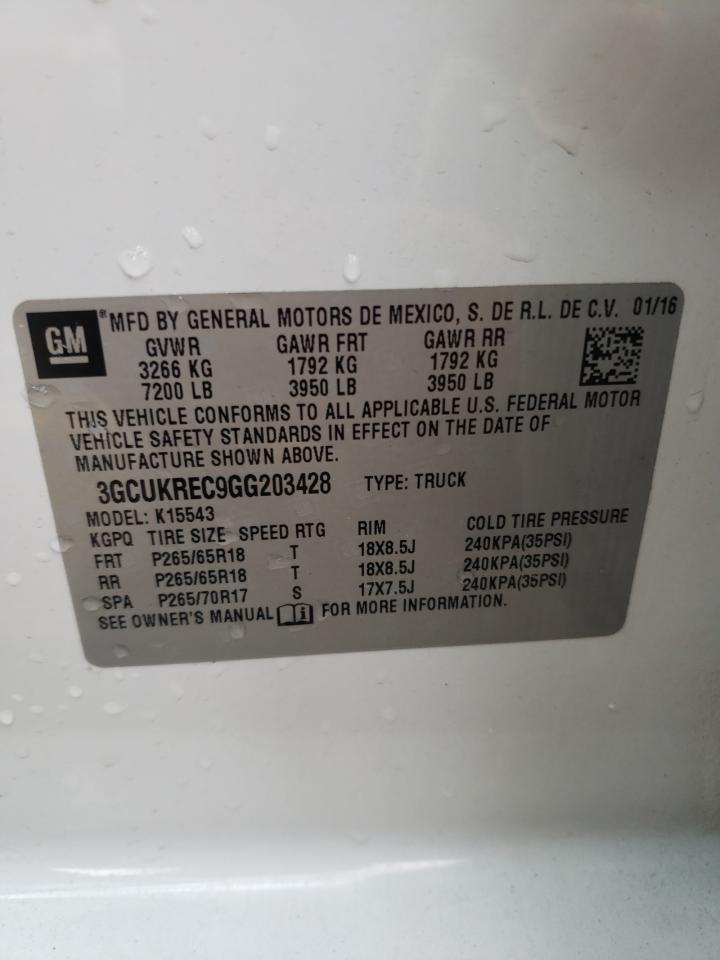 GM ® MFD BY GENERAL MOTORS DE MEXICO, S. DE R.L. DE C.V. 01/16
GVWR GAWR FRT GAWR RR
3266 KG 1792 KG 1792 KG
7200 LB 3950 LB 3950 LB
THIS VEHICLE CONFORMS TO ALL APPLICABLE U.S. FEDERAL MOTOR
VEHICLE SAFETY STANDARDS IN EFFECT ON THE DATE OF
MANUFACTURE SHOWN ABOVE.
3GCUKREC9GG203428 TYPE: TRUCK
MODEL: K15543
KGPQ TIRE SIZE SPEED RTG RIM COLD TIRE PRESSURE
FRT P265/65R18 T 18X8.5J 240KPA(35PSI)
RR P265/65R18 T 18X8.5J 240KPA(35PSI)
SPA P265/70R17 S 17X7.5J 240KPA(35PSI)
SEE OWNER'S MANUAL i FOR MORE INFORMATION.